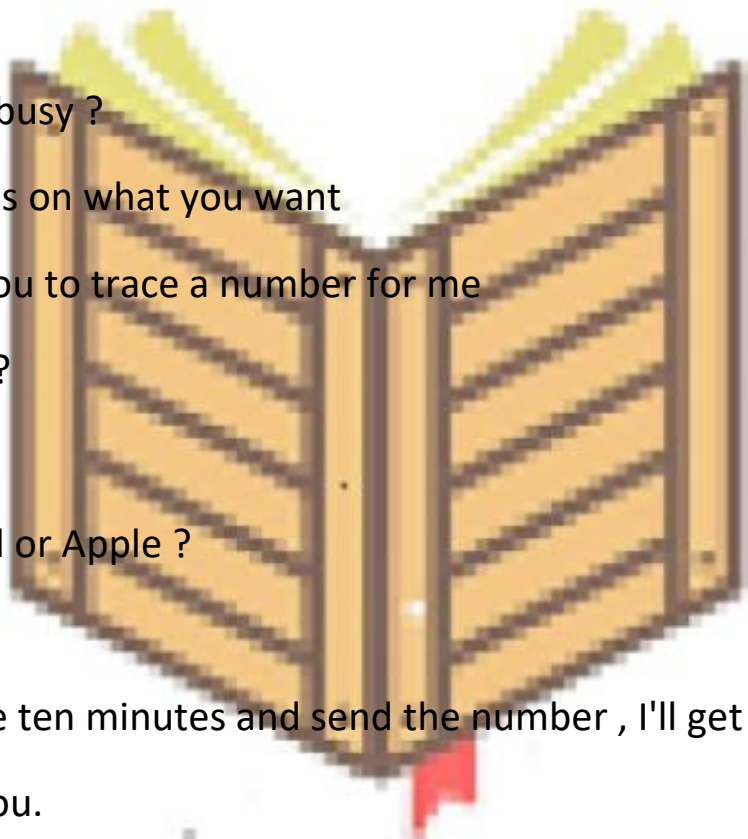 busy ?
s on what you want
ou to trace a number for me
?
or Apple ?
e ten minutes and send the number , I'll get
ou.